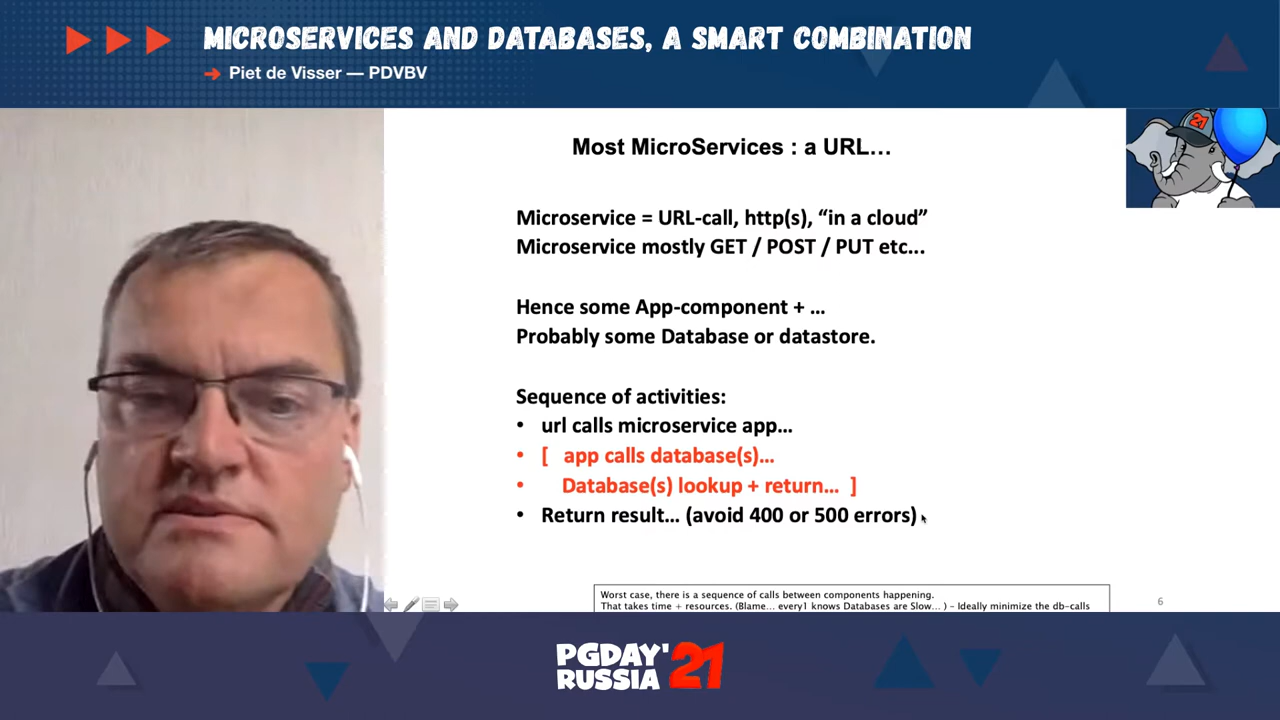 MICROSERVICES AND DATABASES, A SMART COMBINATION
Piet de Visser — PDVBV
21
Most MicroServices : a URL…
Microservice = URL-call, http(s), “in a cloud”
Microservice mostly GET / POST / PUT etc...
Hence some App-component + …
Probably some Database or datastore.
Sequence of activities:
• url calls microservice app…
• [ app calls database(s)…
• Database(s) lookup + return… ]
• Return result… (avoid 400 or 500 errors)
Worst case, there is a sequence of calls between components happening.
That takes time + resources. (Blame... every1 knows Databases are Slow... ) – Ideally minimize the db-calls
6
PGDAY'21
RUSSIA